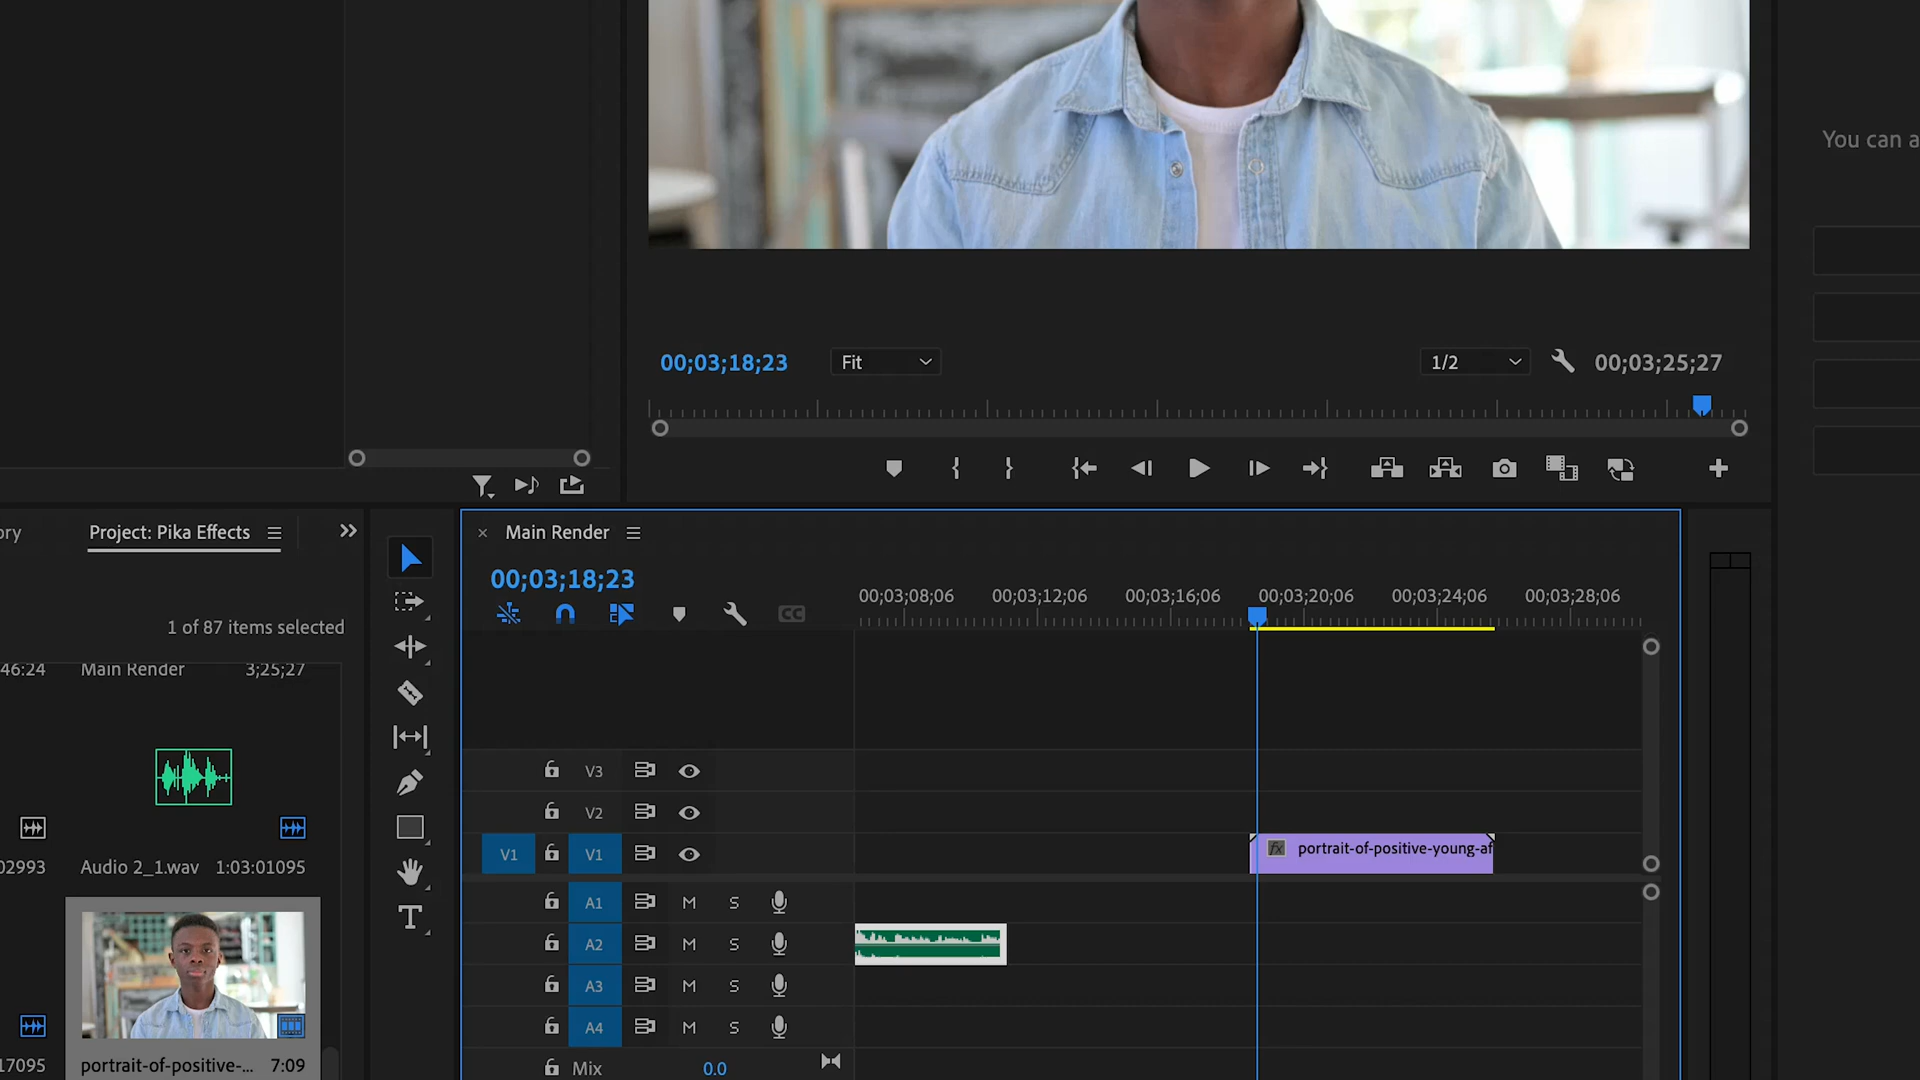 You can a
00;03;18;23
Fit
1/2
00;03;25;27
ory
Project: Pika Effects
Main Render
00;03;18;23
00;03;08;06
00;03;12;06
00;03;16;06
00;03;20;06
00;03;24;06
00;03;28;06
CC
1 of 87 items selected
46:24
Main Render
3;25;27
V3
V2
V1
V1
fx
portrait-of-positive-young-af
02993
Audio 2_1.wav
1:03:01095
A1
M
S
A2
M
S
A3
M
S
A4
M
S
17095
portrait-of-positive-...
7:09
Mix
0.0
T